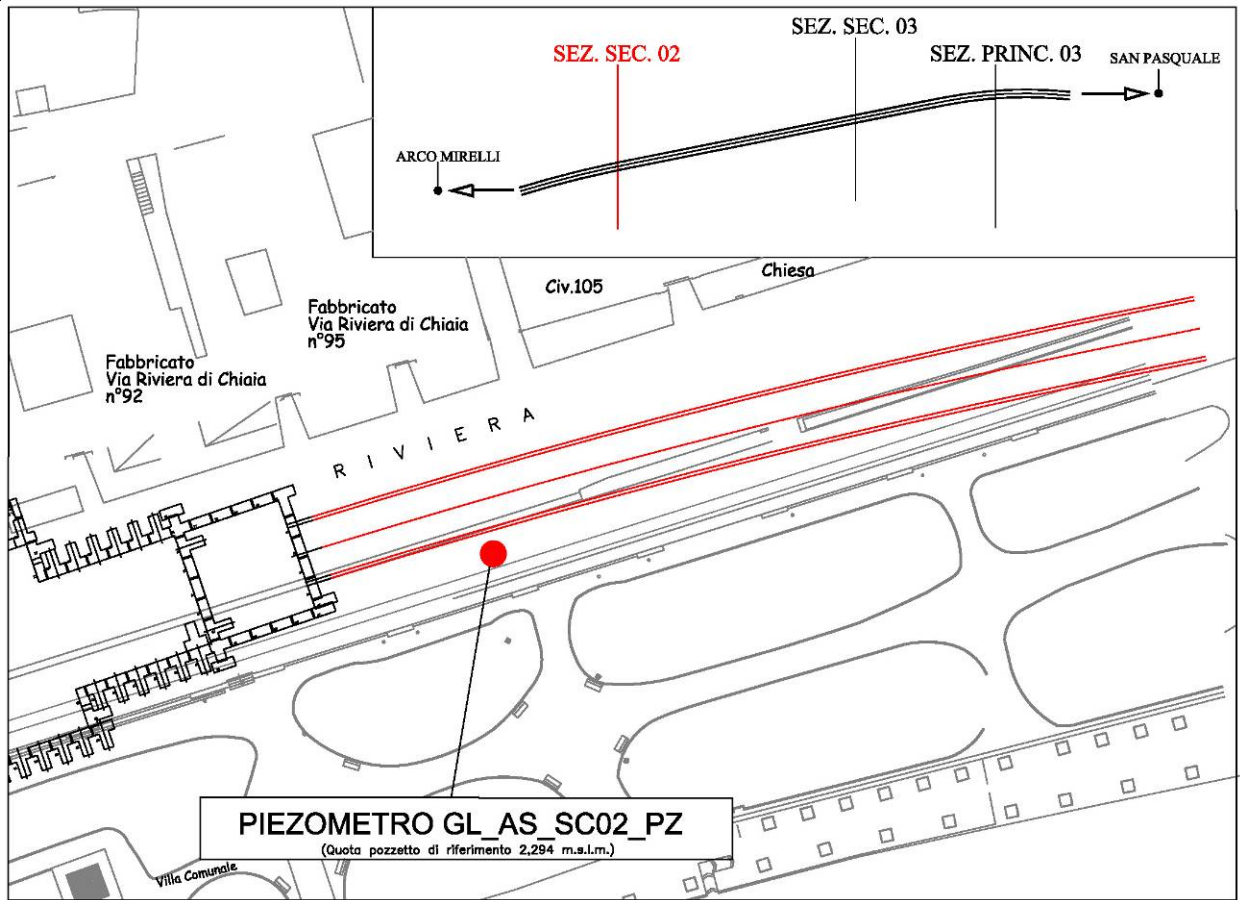 SEZ. SEC. 03
SEZ. SEC. 02
SEZ. PRINC. 03
SAN PASQUALE
ARCO MIRELLI
Chiesa
Civ.105
Fabbricato
Via Riviera di Chiaia
n°95
Fabbricato
Via Riviera di Chiaia
n°92
RIVIERA
PIEZOMETRO GL_AS_SC02_PZ
(Quota pozzetto di riferimento 2,294 m.s.l.m.)
Villa Comunale